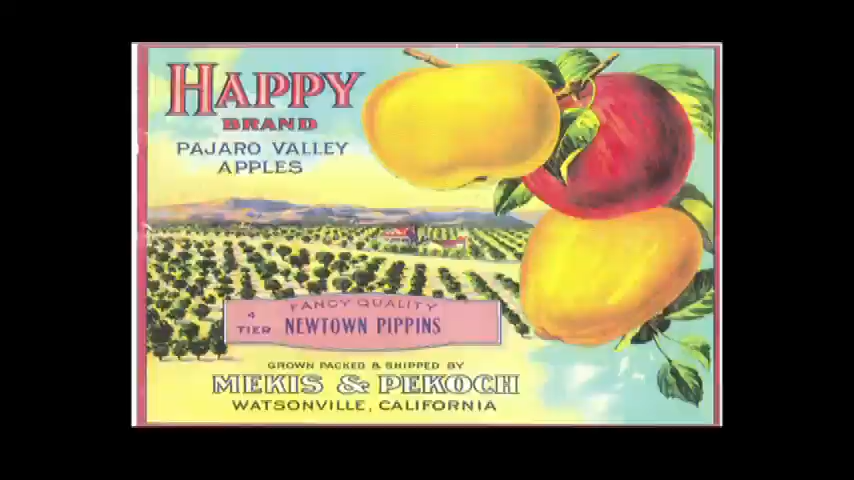 HAPPY
BRAND
PAJARO VALLEY
APPLES
FANCY QUALITY
4
TIER NEWTOWN PIPPINS
GROWN PACKED & SHIPPED BY
MEKIS & PEKOCH
WATSONVILLE, CALIFORNIA